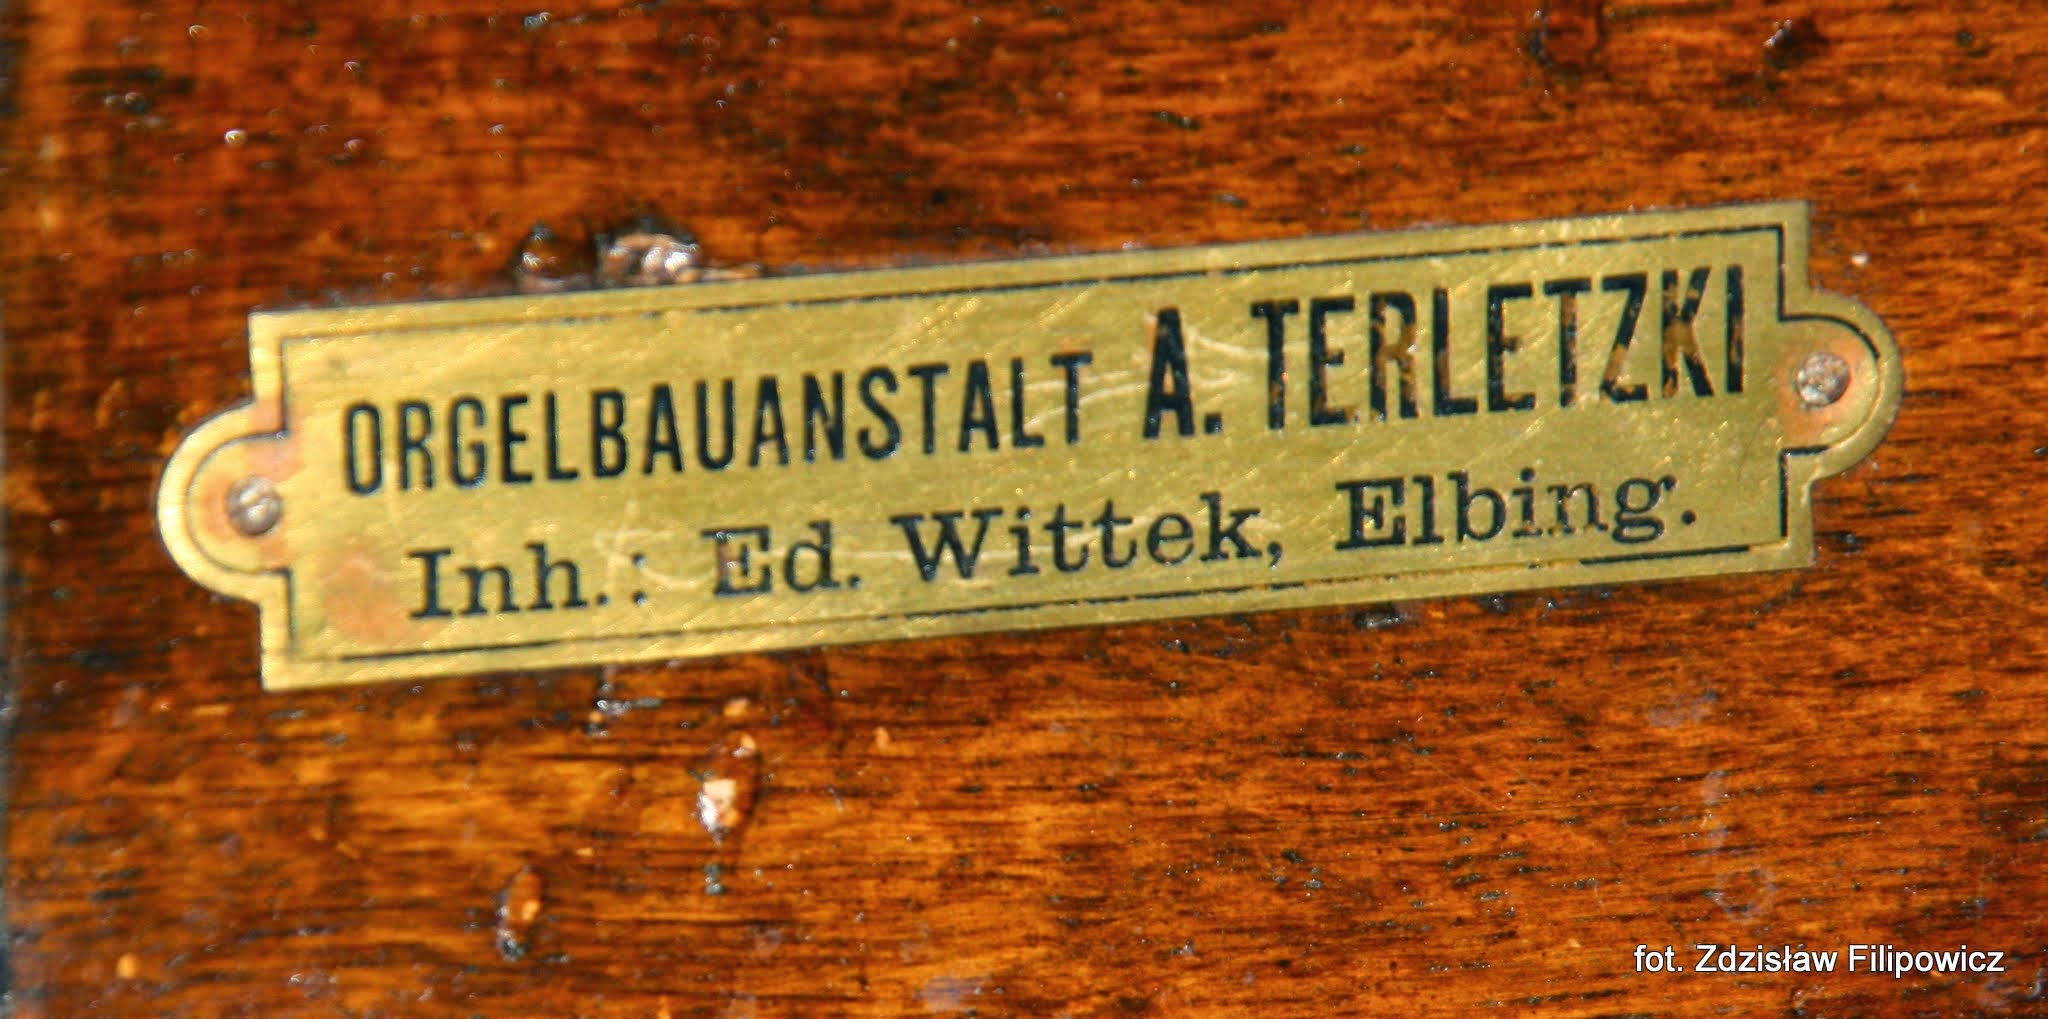 ORGELBAUANSTALT A. TERLETZKI
Inh.: Ed. Wittek, Elbing.
fot. Zdzisław Filipowicz